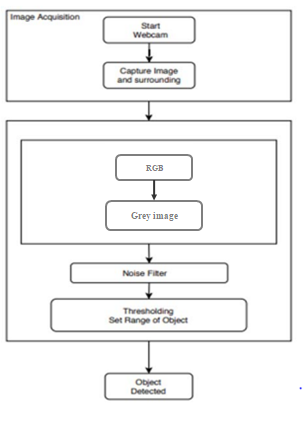 Image Acquisition
Start
Webcam
Capture Image
and surrounding
RGB
Grey image
Noise Filter
Thresholding
Set Range of Object
Object
Detected
.